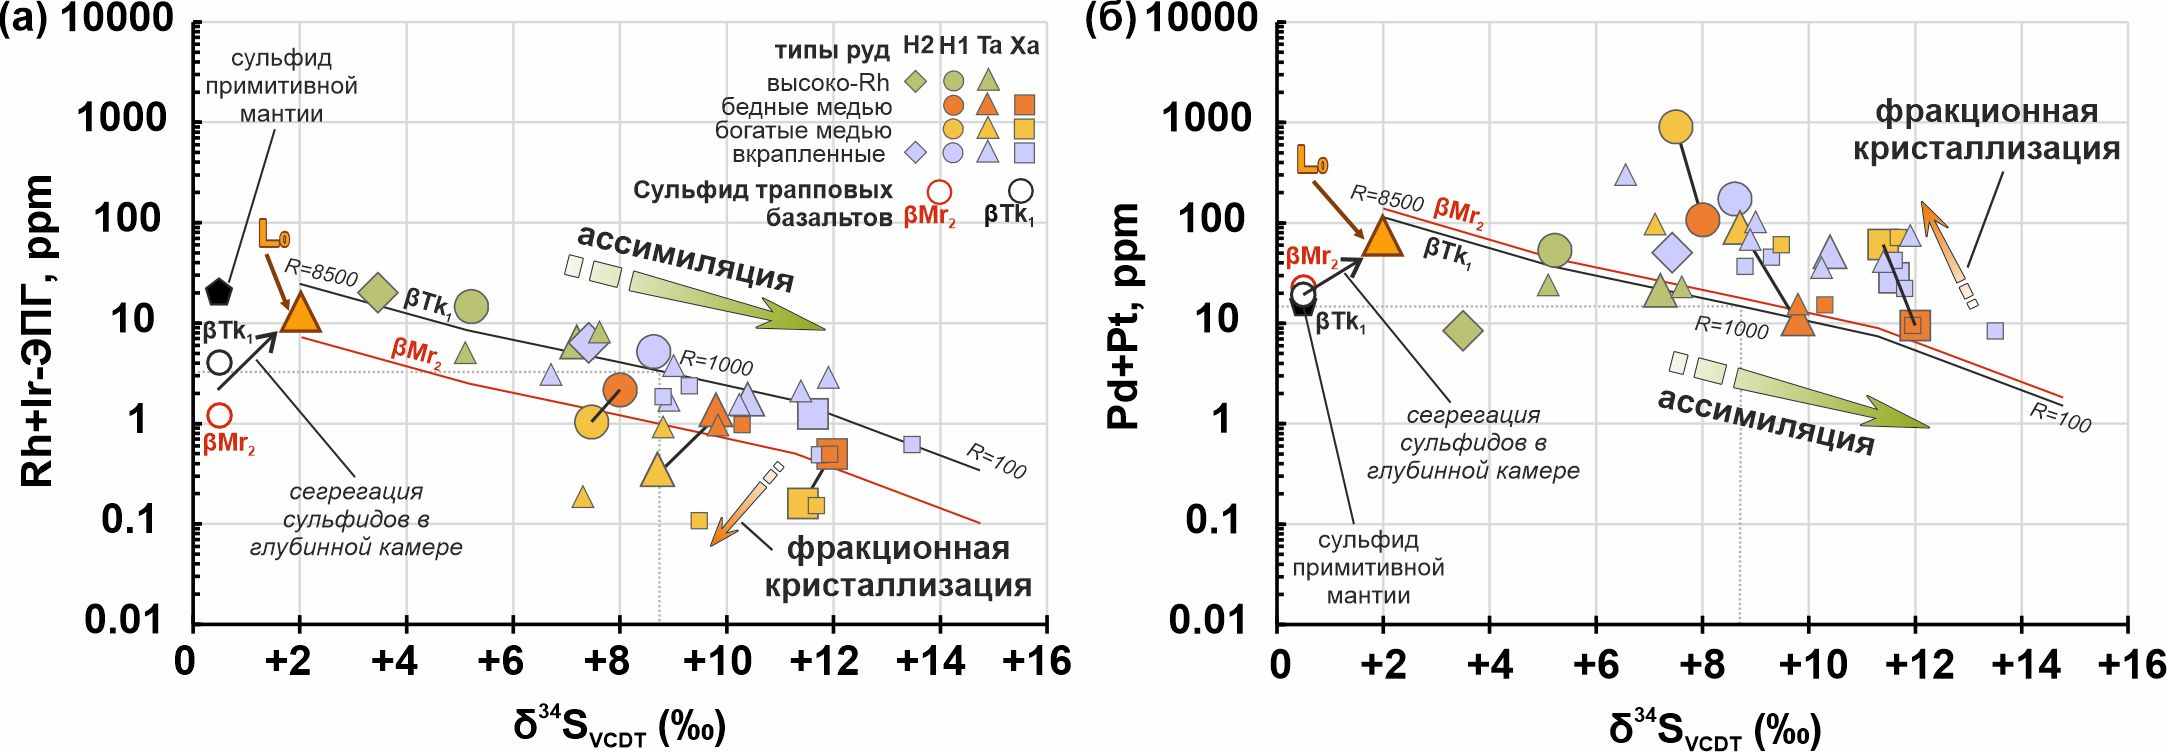 (а)
10000
1000
100
10
1
0.1
0.01
Rh+Ir-ЭПГ, ppm
0
+2
+4
+6
+8
+10
+12
+14
+16
δ³⁴S_VCDT (‰)
сульфид
примитивной
мантии
типы руд Н2 Н1 Та Ха
высоко-Rh
бедные медью
богатые медью
вкрапленные
Сульфид трапповых
базальтов
βMr₂
βTk₁
L₀
R=8500
βTk₁
ассимиляция
βTk₁
βMr₂
R=1000
βMr₂
R=100
сегрегация
сульфидов в
глубинной камере
фракционная
кристаллизация
(б)
10000
1000
100
10
1
0.1
0.01
Pd+Pt, ppm
0
+2
+4
+6
+8
+10
+12
+14
+16
δ³⁴S_VCDT (‰)
фракционная
кристаллизация
L₀
R=8500
βMr₂
βMr₂
βTk₁
βTk₁
R=1000
ассимиляция
R=100
сегрегация
сульфидов в
глубинной камере
сульфид
примитивной
мантии